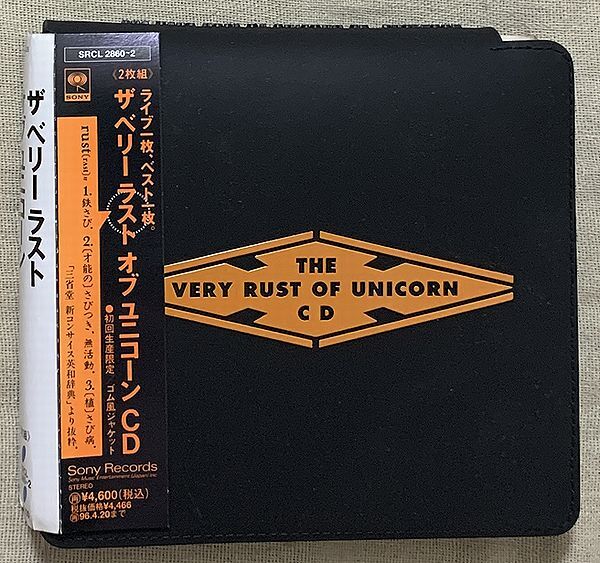 SRCL 2860~2
SONY
《2枚組》
ライブ一枚、ベスト一枚。
ザ ベリー ラスト オブ ユニコーン CD
●初回生産限定 ゴム風ジャケット
rust[rʌst]n 1.鉄さび. 2.〔才能の〕さびつき, 無活動. 3.〔植〕さび病.
「三省堂 新コンサイス英和辞典」より抜粋.
Sony Records
Sony Music Entertainment (Japan) Inc.
STEREO
¥4,600(税込)
税抜価格¥4,466
96.4.20まで
ザ ベリー ラスト
THE
VERY RUST OF UNICORN
CD